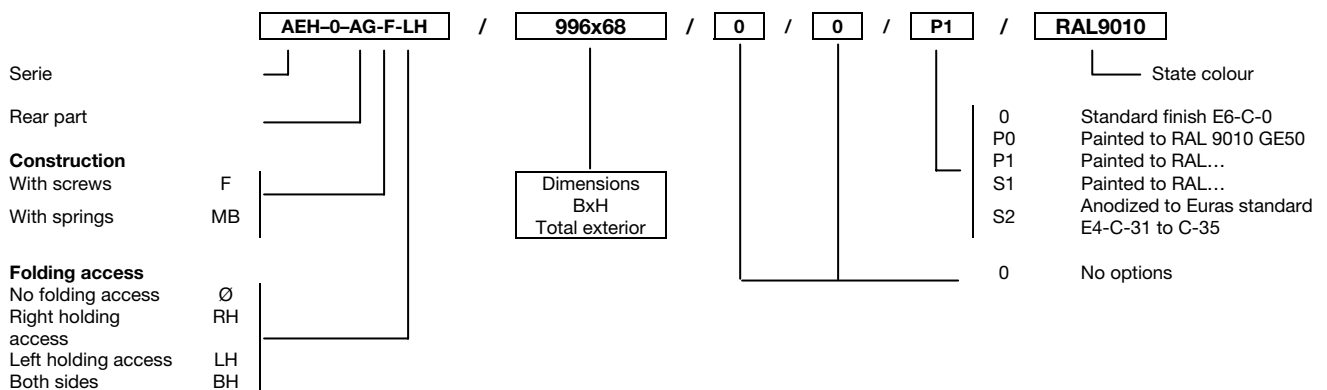 AEH–0–AG-F-LH / 996x68 / 0 / 0 / P1 / RAL9010
Serie
State colour
Rear part
Construction
With screws F
With springs MB
Dimensions
BxH
Total exterior
0 Standard finish E6-C-0
P0 Painted to RAL 9010 GE50
P1 Painted to RAL...
S1 Painted to RAL...
S2 Anodized to Euras standard
E4-C-31 to C-35
0 No options
Folding access
No folding access Ø
Right holding RH
access
Left holding access LH
Both sides BH